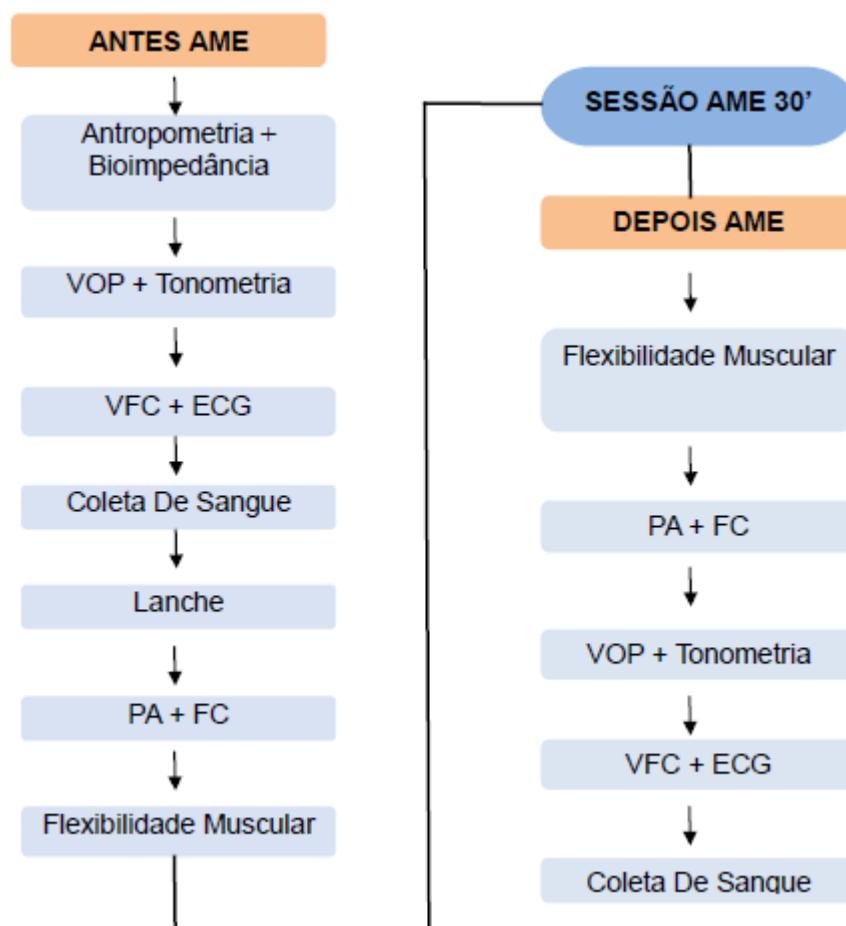 ANTES AME
Antropometria +
Bioimpedância
VOP + Tonometria
VFC + ECG
Coleta De Sangue
Lanche
PA + FC
Flexibilidade Muscular
SESSÃO AME 30’
DEPOIS AME
Flexibilidade Muscular
PA + FC
VOP + Tonometria
VFC + ECG
Coleta De Sangue